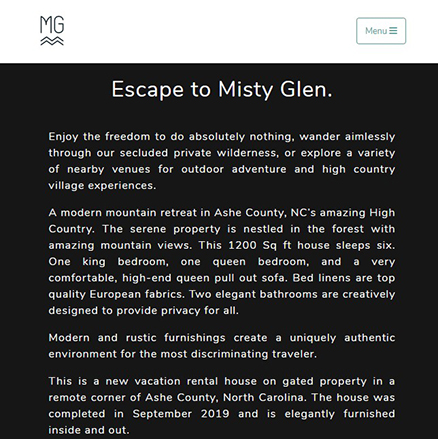 MG
Menu ☰
Escape to Misty Glen.
Enjoy the freedom to do absolutely nothing, wander aimlessly
through our secluded private wilderness, or explore a variety
of nearby venues for outdoor adventure and high country
village experiences.
A modern mountain retreat in Ashe County, NC's amazing High
Country. The serene property is nestled in the forest with
amazing mountain views. This 1200 Sq ft house sleeps six.
One king bedroom, one queen bedroom, and a very
comfortable, high-end queen pull out sofa. Bed linens are top
quality European fabrics. Two elegant bathrooms are creatively
designed to provide privacy for all.
Modern and rustic furnishings create a uniquely authentic
environment for the most discriminating traveler.
This is a new vacation rental house on gated property in a
remote corner of Ashe County, North Carolina. The house was
completed in September 2019 and is elegantly furnished
inside and out.